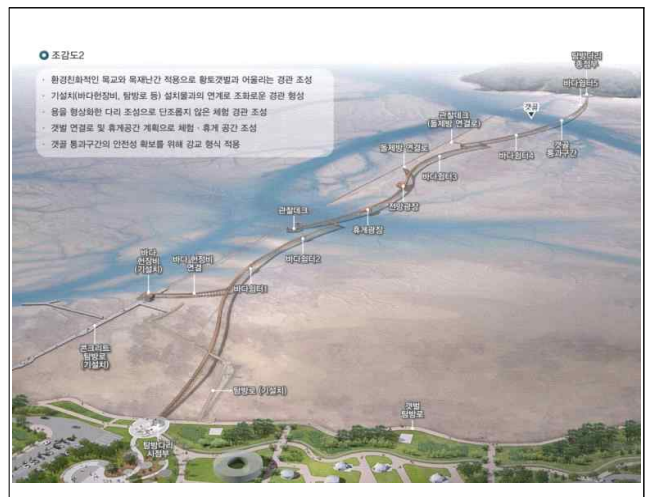 조감도2
· 환경친화적인 목교와 목재난간 적용으로 황토갯벌과 어울리는 경관 조성
· 기설치(바다헌장비, 탐방로 등) 설치물과의 연계로 조화로운 경관 형성
· 용을 형상화한 다리 조성으로 단조롭지 않은 체험 경관 조성
· 갯벌 연결로 및 휴게공간 계획으로 체험·휴게 공간 조성
· 갯골 통과구간의 안전성 확보를 위해 강교 형식 적용
탐방다리
종점부
바다쉼터5
갯골
관찰데크
(돌제방 연결로)
갯골
통과구간
돌제방 연결로
바다쉼터4
바다쉼터3
전망광장
관찰데크
휴게광장
바다
헌장비
(기설치)
바다 헌장비
연결
바다쉼터2
바다쉼터1
콘크리트
탐방로
(기설치)
탐방로 (기설치)
갯벌
탐방로
탐방다리
시점부